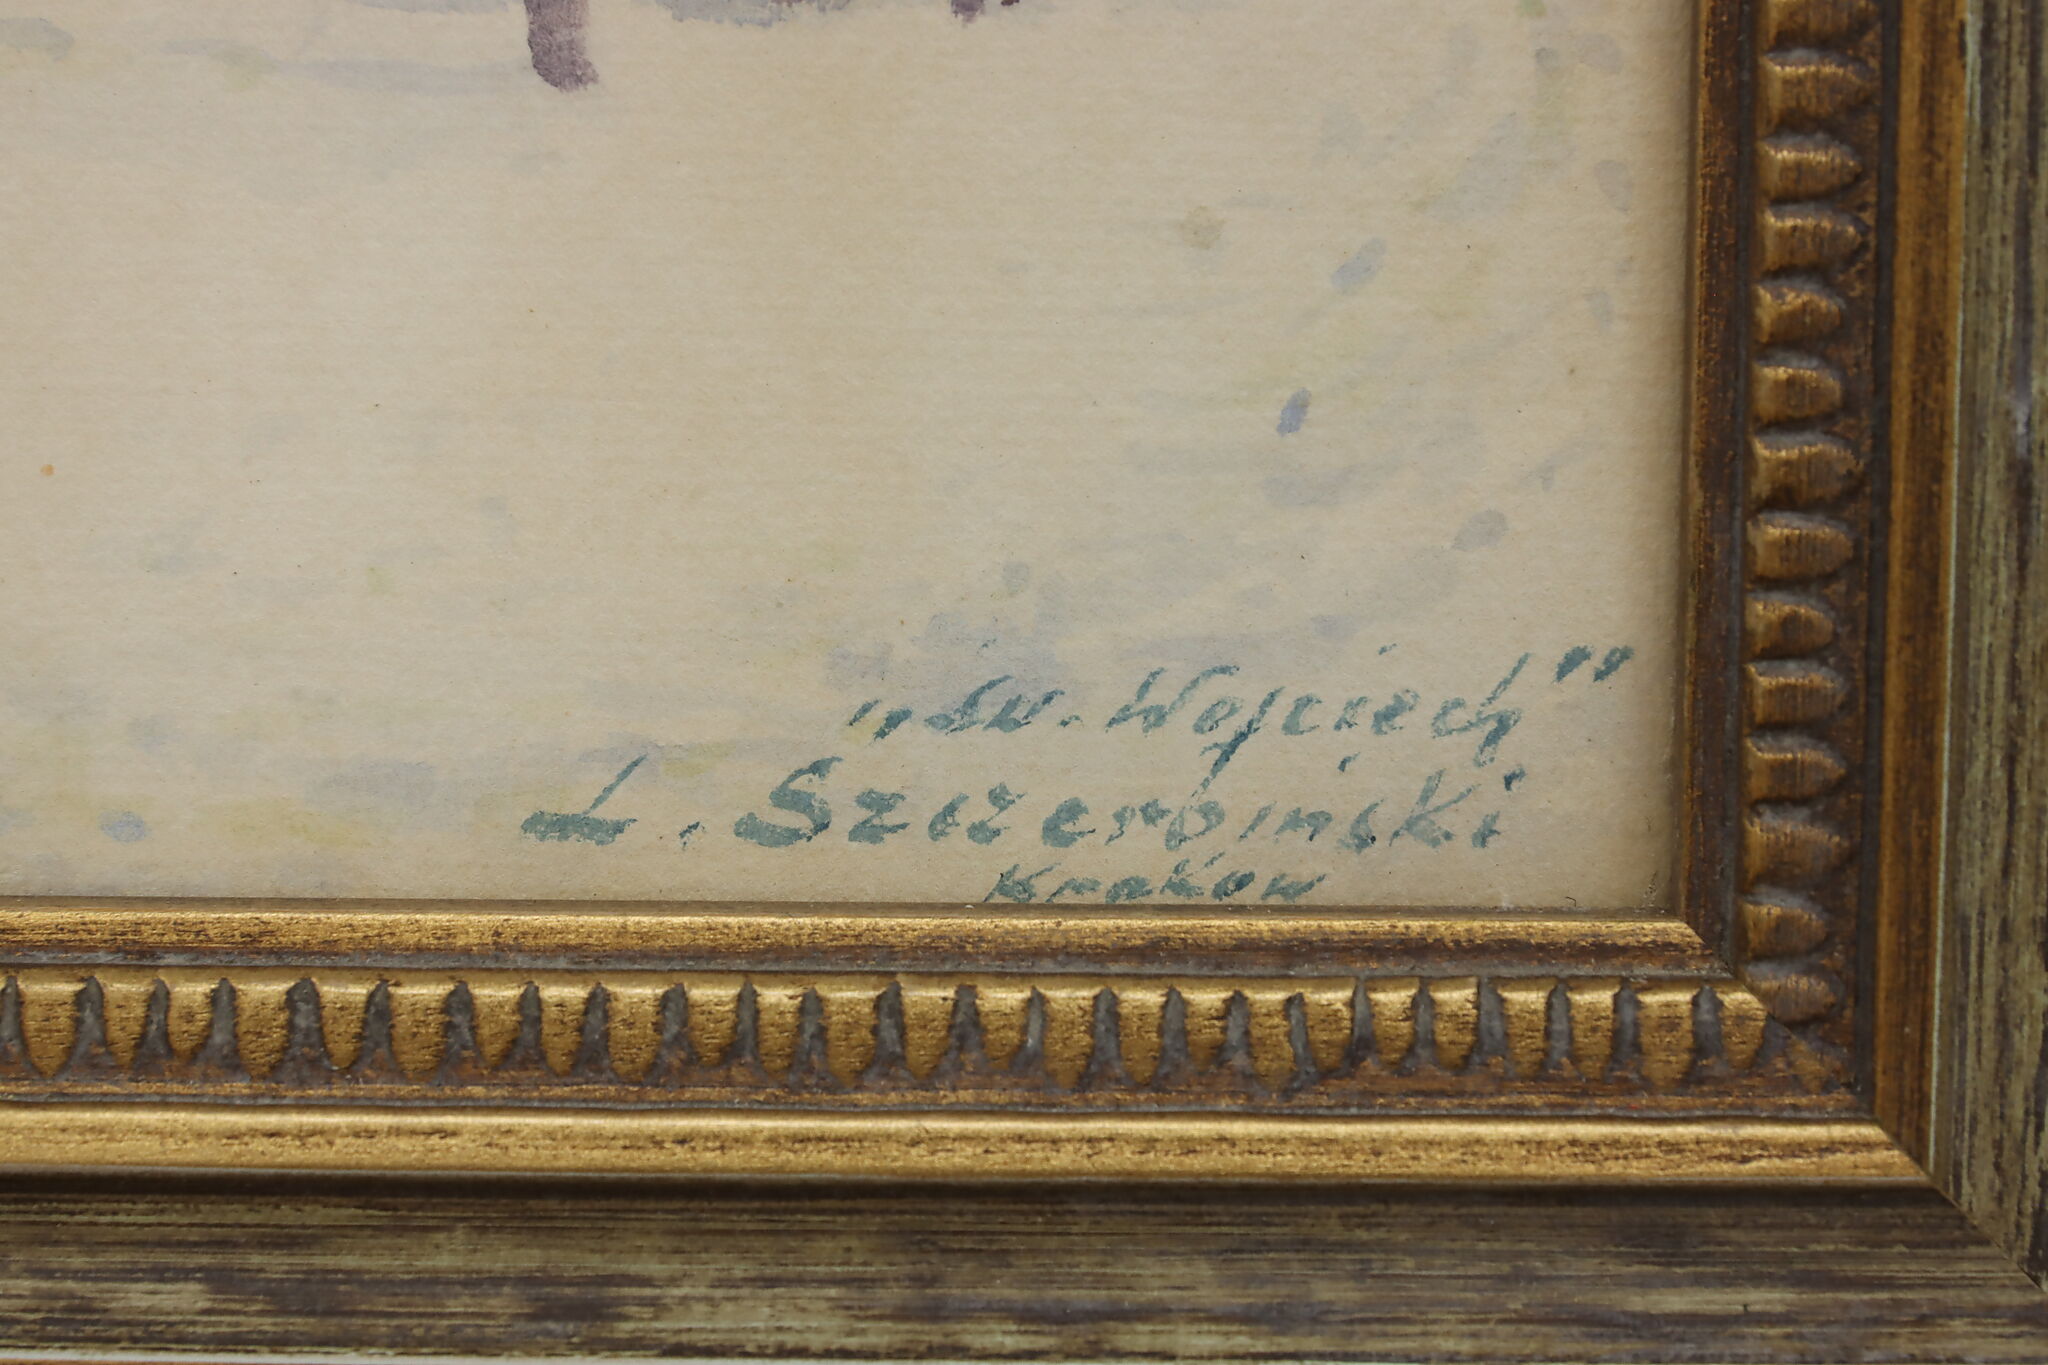 „Św. Wojciech”
L. Szczerbiński
Kraków